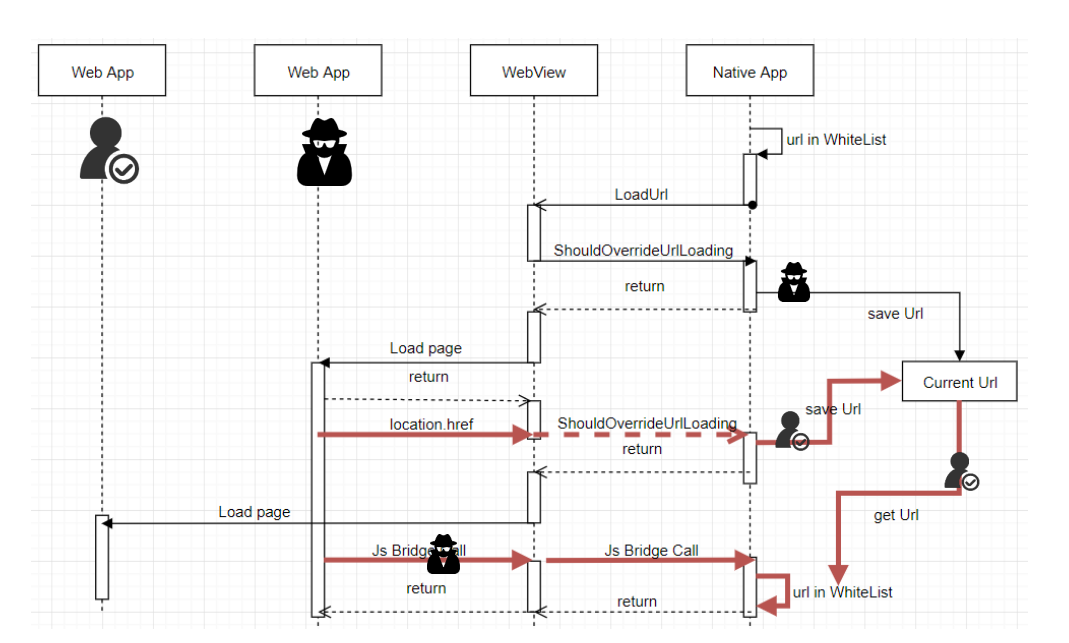 Web App
Web App
WebView
Native App
url in WhiteList
LoadUrl
ShouldOverrideUrlLoading
return
save Url
Load page
return
Current Url
save Url
location.href
ShouldOverrideUrlLoading
return
get Url
Load page
Js Bridge Call
Js Bridge Call
return
url in WhiteList
return